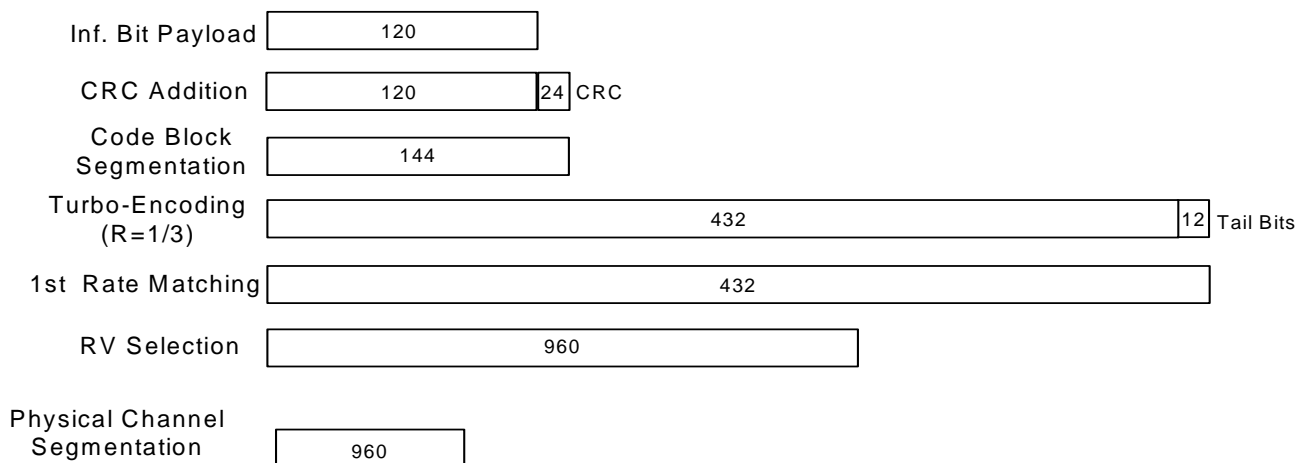 Inf. Bit Payload 120
CRC Addition 120 24 CRC
Code Block
Segmentation 144
Turbo-Encoding
(R=1/3) 432 12 Tail Bits
1st Rate Matching 432
RV Selection 960
Physical Channel
Segmentation 960